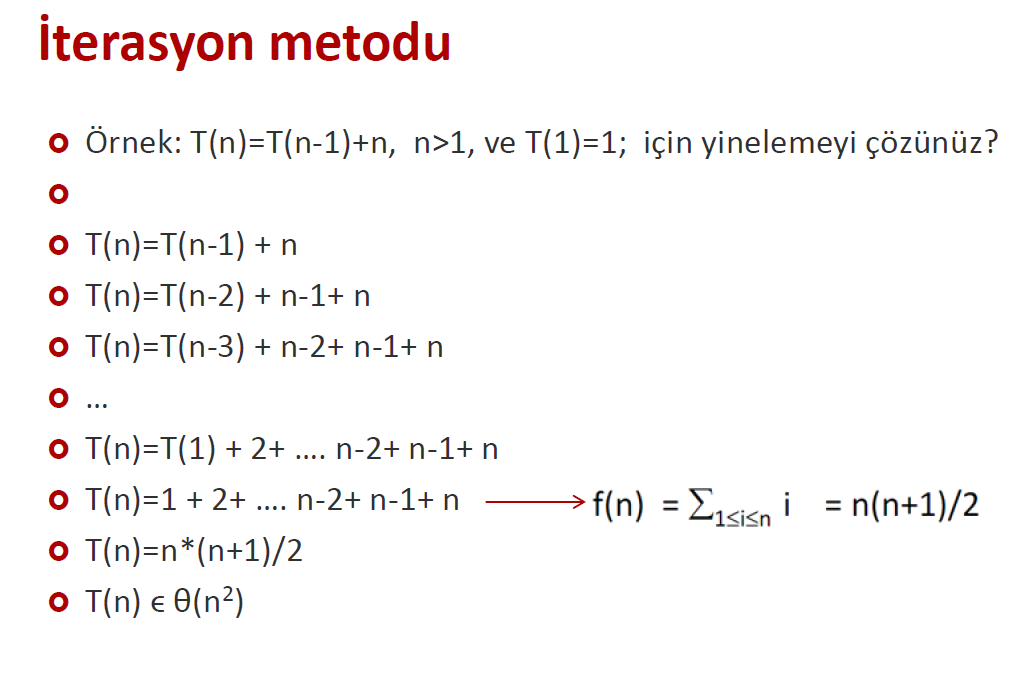 İterasyon metodu
Örnek: T(n)=T(n-1)+n, n>1, ve T(1)=1; için yinelemeyi çözünüz?
T(n)=T(n-1) + n
T(n)=T(n-2) + n-1+ n
T(n)=T(n-3) + n-2+ n-1+ n
...
T(n)=T(1) + 2+ .... n-2+ n-1+ n
T(n)=1 + 2+ .... n-2+ n-1+ n → f(n) = ∑1≤i≤n i = n(n+1)/2
T(n)=n*(n+1)/2
T(n) ϵ θ(n²)